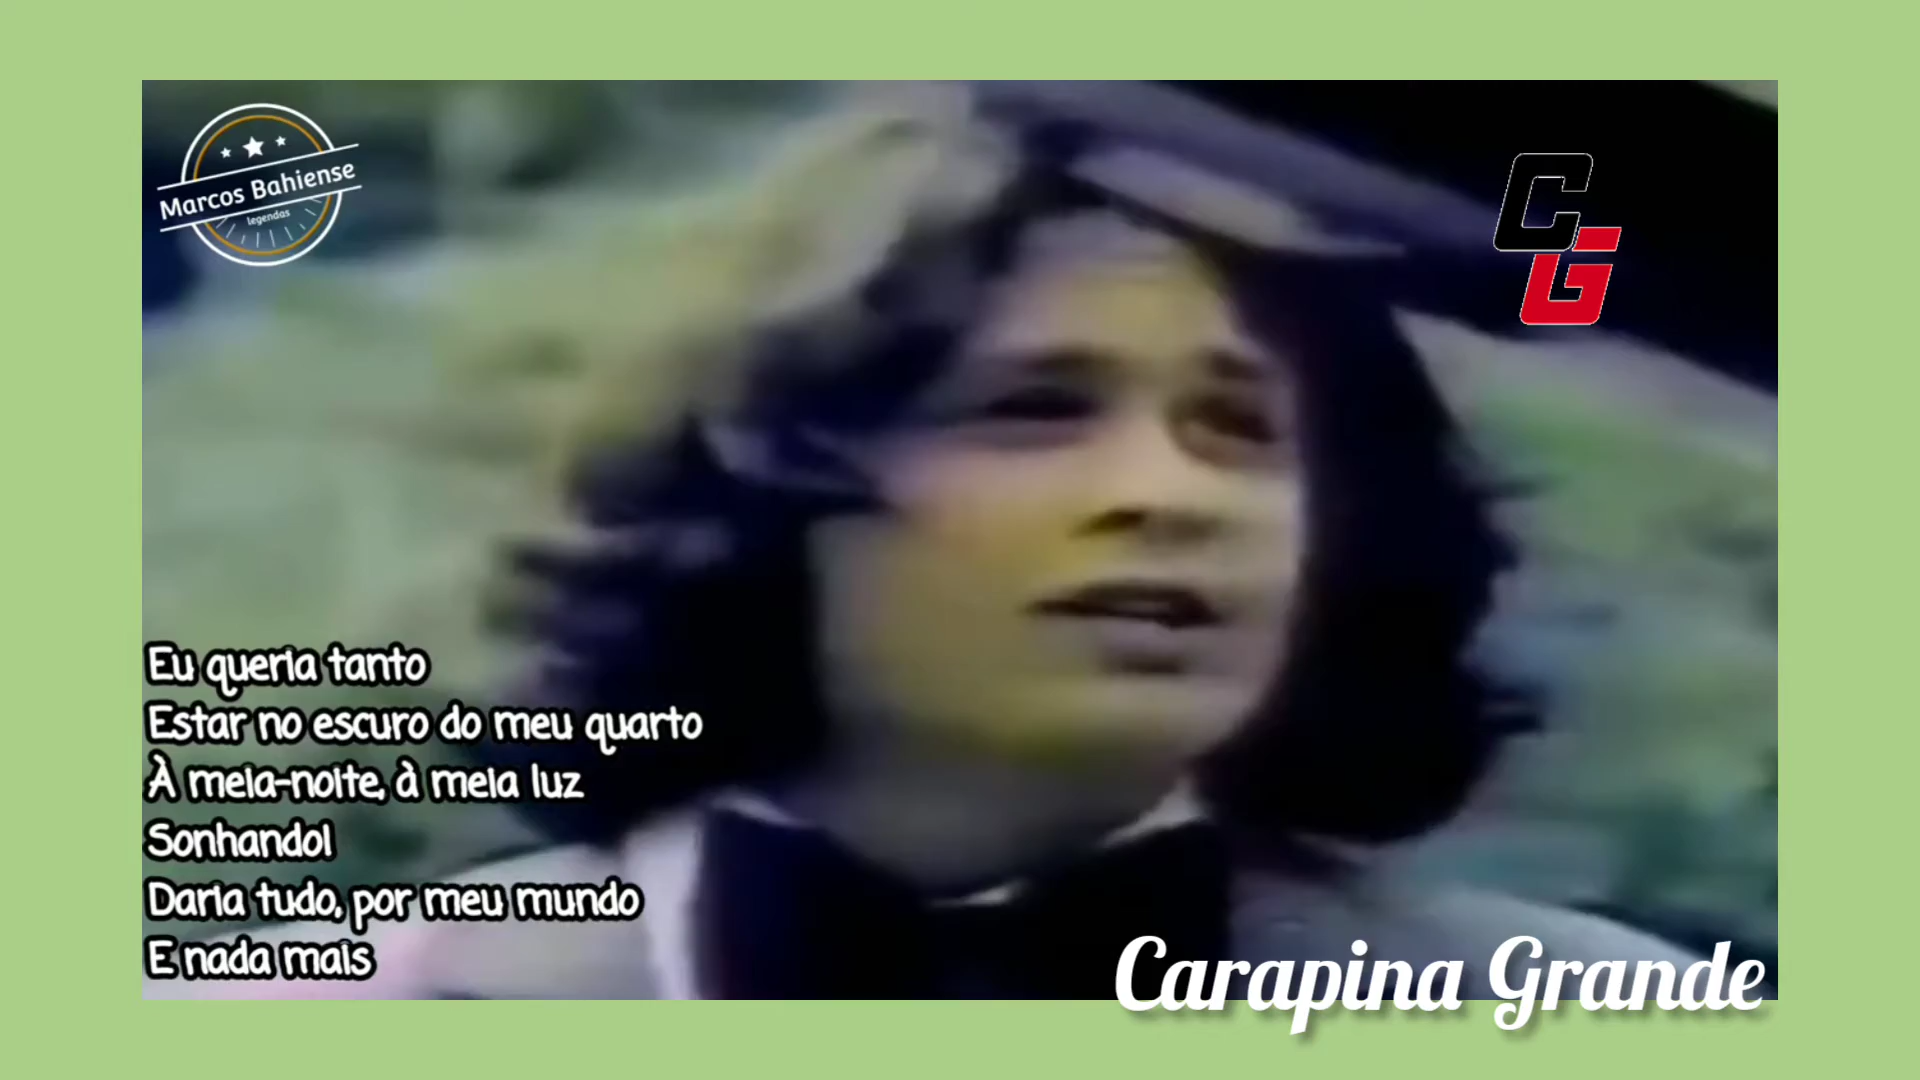 Marcos Bahiense
legendas
CG
Eu queria tanto
Estar no escuro do meu quarto
À meia-noite, à meia luz
Sonhando!
Daria tudo, por meu mundo
E nada mais
Carapina Grande